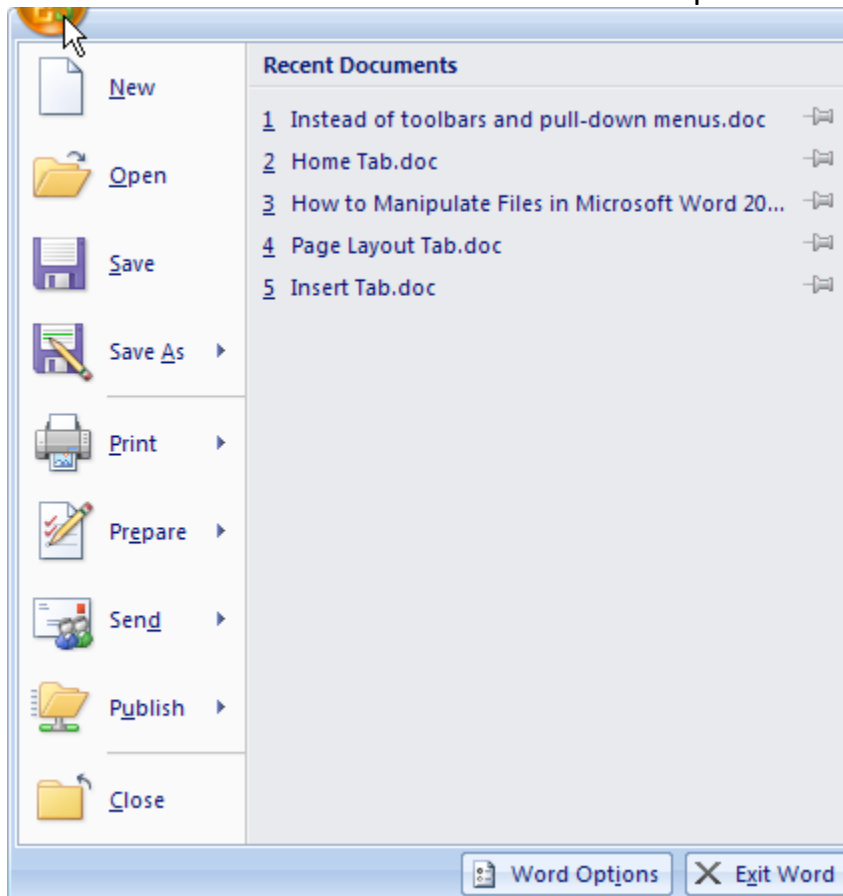 New
Open
Save
Save As
Print
Prepare
Send
Publish
Close
Recent Documents
1 Instead of toolbars and pull-down menus.doc
2 Home Tab.doc
3 How to Manipulate Files in Microsoft Word 20...
4 Page Layout Tab.doc
5 Insert Tab.doc
Word Options
Exit Word